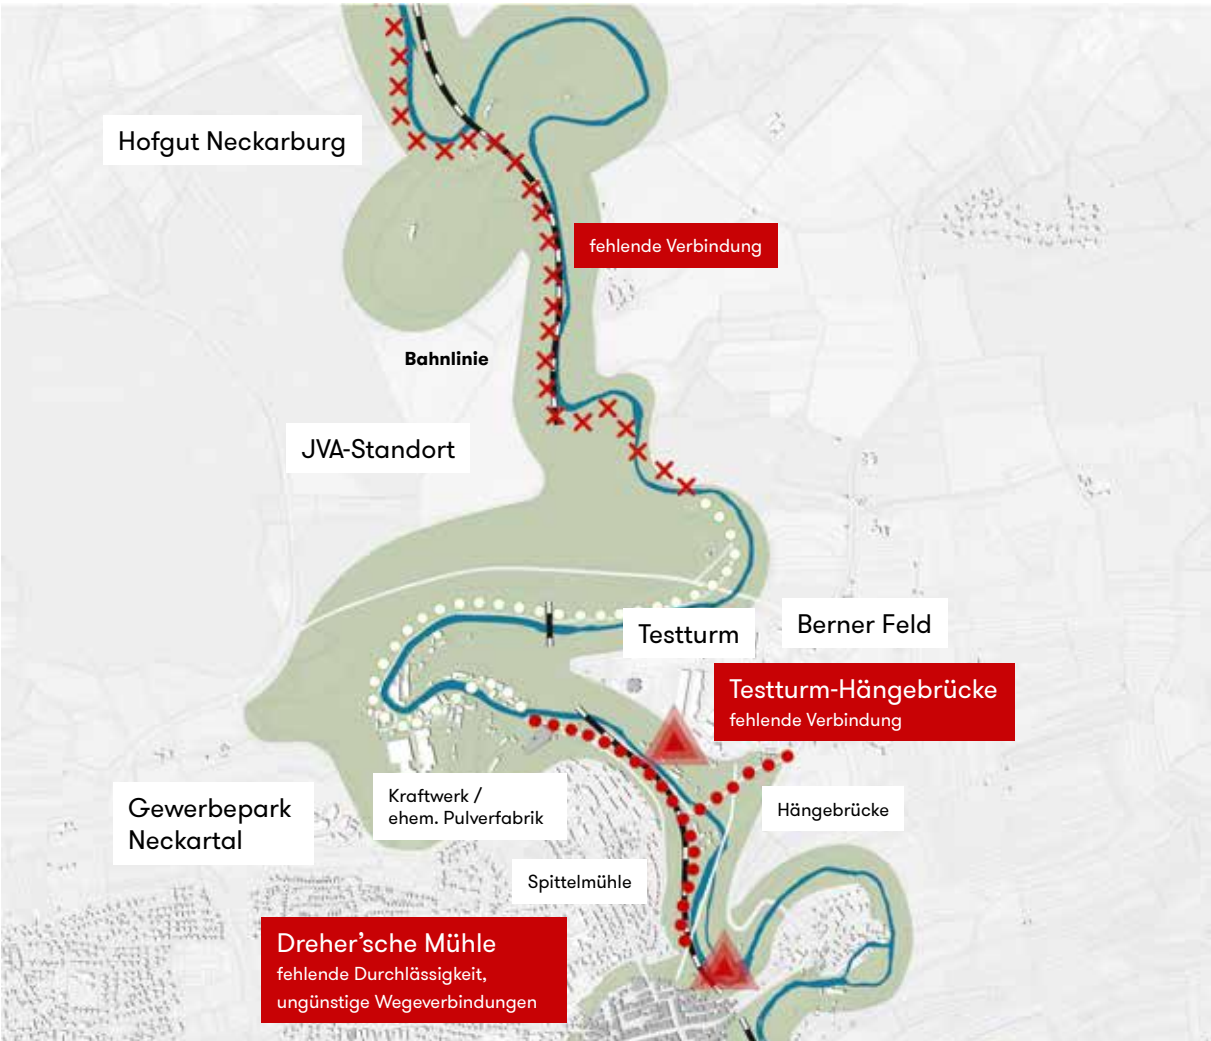 Hofgut Neckarburg
fehlende Verbindung
Bahnlinie
JVA-Standort
Testturm
Berner Feld
Testturm-Hängebrücke
fehlende Verbindung
Gewerbepark
Neckartal
Kraftwerk /
ehem. Pulverfabrik
Hängebrücke
Spittelmühle
Dreher’sche Mühle
fehlende Durchlässigkeit,
ungünstige Wegeverbindungen